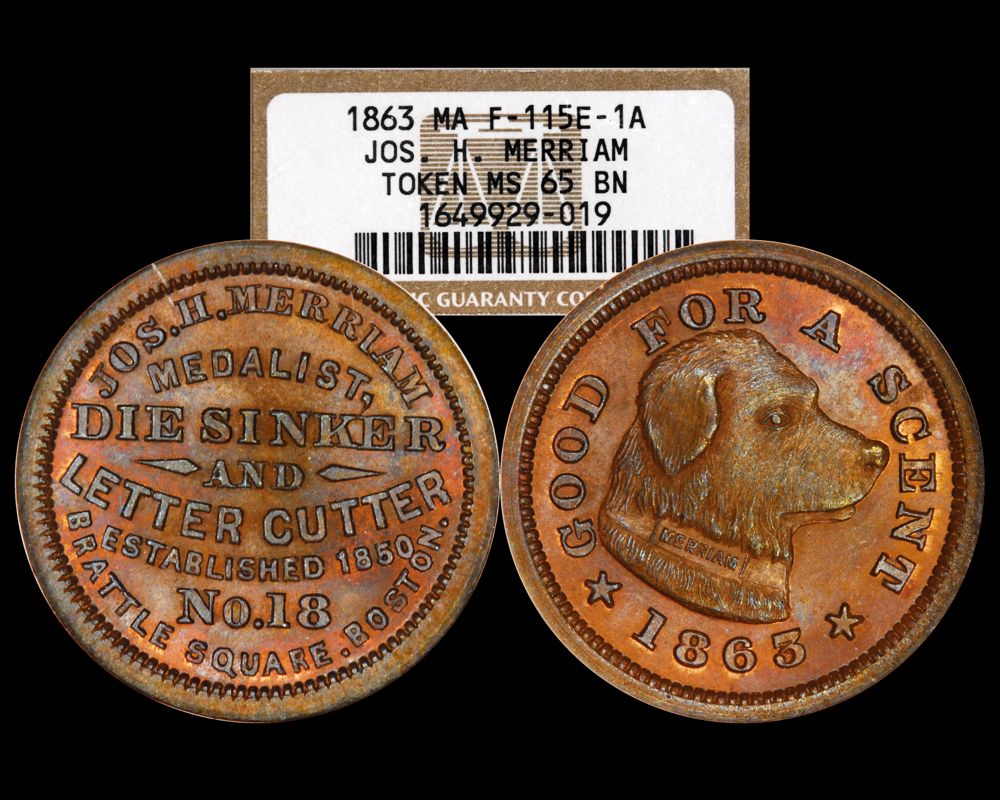 1863 MA F-115E-1A
JOS. H. MERRIAM
TOKEN MS 65 BN
1649929-019
GUARANTY
JOS. H. MERRIAM
MEDALIST,
DIE SINKER
AND
LETTER CUTTER
ESTABLISHED 1850
No. 18
BRATTLE SQUARE. BOSTON.
GOOD FOR A SCENT
MERRIAM
1863